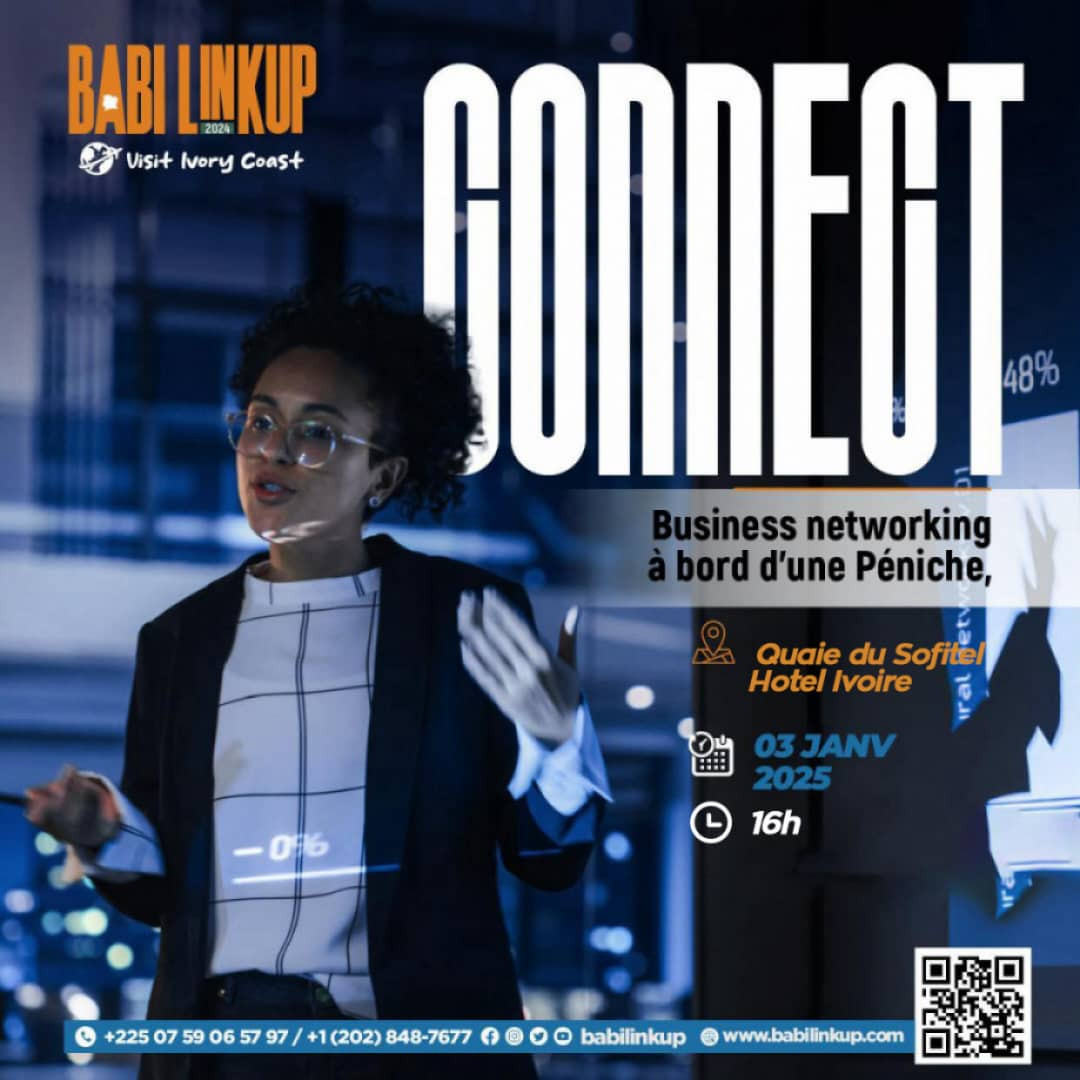 BABI LINKUP
2024
Visit Ivory Coast
CONNECT
48%
%
Business networking
à bord d'une Péniche,
Quaie du Sofitel
Hotel Ivoire
03 JANV
2025
16h
– 0%
+225 07 59 06 57 97 / +1 (202) 848-7677 babilinkup www.babilinkup.com